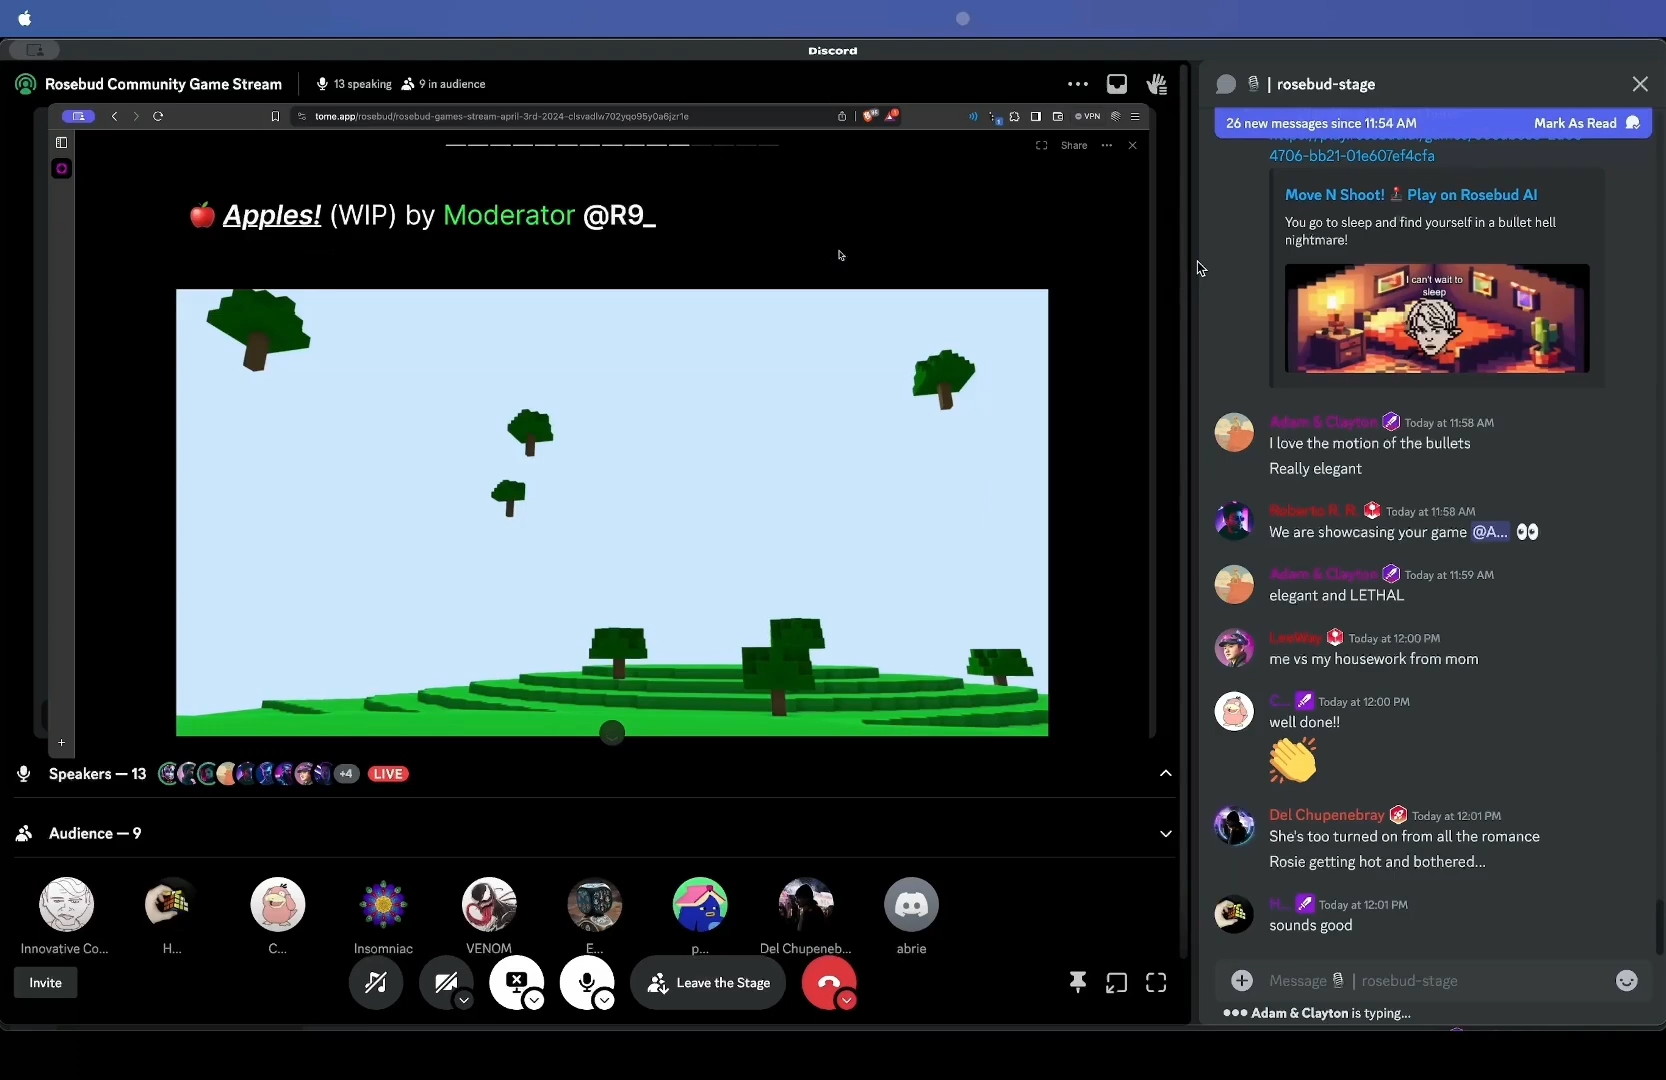 Discord
Rosebud Community Game Stream
13 speaking
9 in audience
tome.app/rosebud/rosebud-games-stream-april-3rd-2024-clsvadlw702yqo95y0a6jzr1e
VPN
Share
Apples! (WIP) by Moderator @R9_
Speakers — 13
+4
LIVE
Audience — 9
Innovative Co...
H...
C...
Insomniac
VENOM
E...
p...
Del Chupeneb...
abrie
Invite
Leave the Stage
| rosebud-stage
26 new messages since 11:54 AM
Mark As Read
4706-bb21-01e607ef4cfa
Move N Shoot! 🕹️ Play on Rosebud AI
You go to sleep and find yourself in a bullet hell
nightmare!
I can't wait to
sleep
Adam & Clayton Today at 11:58 AM
I love the motion of the bullets
Really elegant
Roberto R. R. Today at 11:58 AM
We are showcasing your game @A... 👀
Adam & Clayton Today at 11:59 AM
elegant and LETHAL
LeeWay Today at 12:00 PM
me vs my housework from mom
C... Today at 12:00 PM
well done!!
Del Chupenebray Today at 12:01 PM
She's too turned on from all the romance
Rosie getting hot and bothered...
H... Today at 12:01 PM
sounds good
Message 🎙 | rosebud-stage
Adam & Clayton is typing...